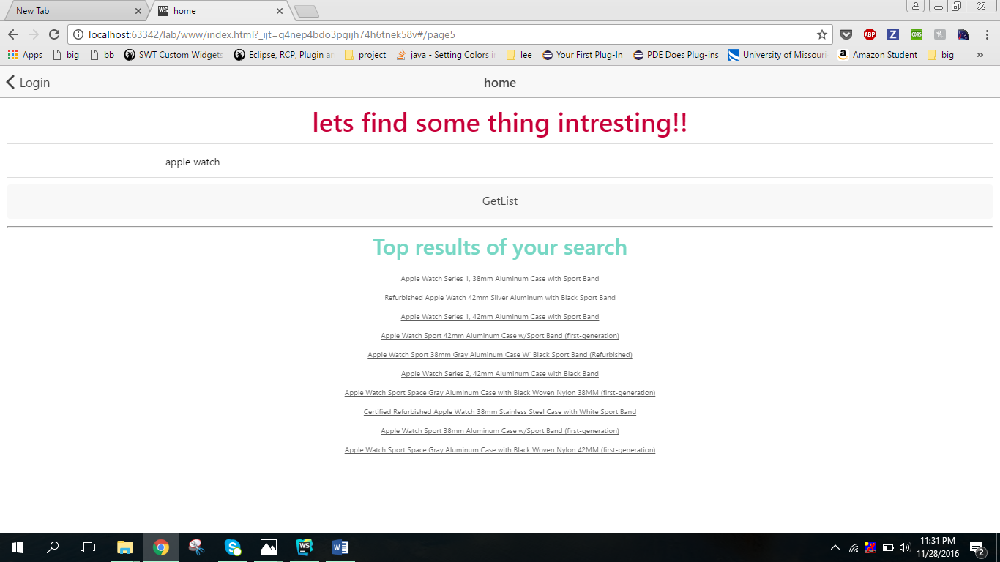 New Tab
WS home
localhost:63342/lab/www/index.html?_ijt=q4nep4bdo3pgijh74h6tnek58v#/page5
ABP Z CORS
Apps big bb SWT Custom Widgets Eclipse, RCP, Plugin an project java - Setting Colors i lee Your First Plug-In PDE Does Plug-ins University of Missouri Amazon Student big »
Login home
lets find some thing intresting!!
apple watch
GetList
Top results of your search
Apple Watch Series 1, 38mm Aluminum Case with Sport Band
Refurbished Apple Watch 42mm Silver Aluminum with Black Sport Band
Apple Watch Series 1, 42mm Aluminum Case with Sport Band
Apple Watch Sport 42mm Aluminum Case w/Sport Band (first-generation)
Apple Watch Sport 38mm Gray Aluminum Case W' Black Sport Band (Refurbished)
Apple Watch Series 2, 42mm Aluminum Case with Black Band
Apple Watch Sport Space Gray Aluminum Case with Black Woven Nylon 38MM (first-generation)
Certified Refurbished Apple Watch 38mm Stainless Steel Case with White Sport Band
Apple Watch Sport 38mm Aluminum Case w/Sport Band (first-generation)
Apple Watch Sport Space Gray Aluminum Case with Black Woven Nylon 42MM (first-generation)
WS
11:31 PM
11/28/2016
2